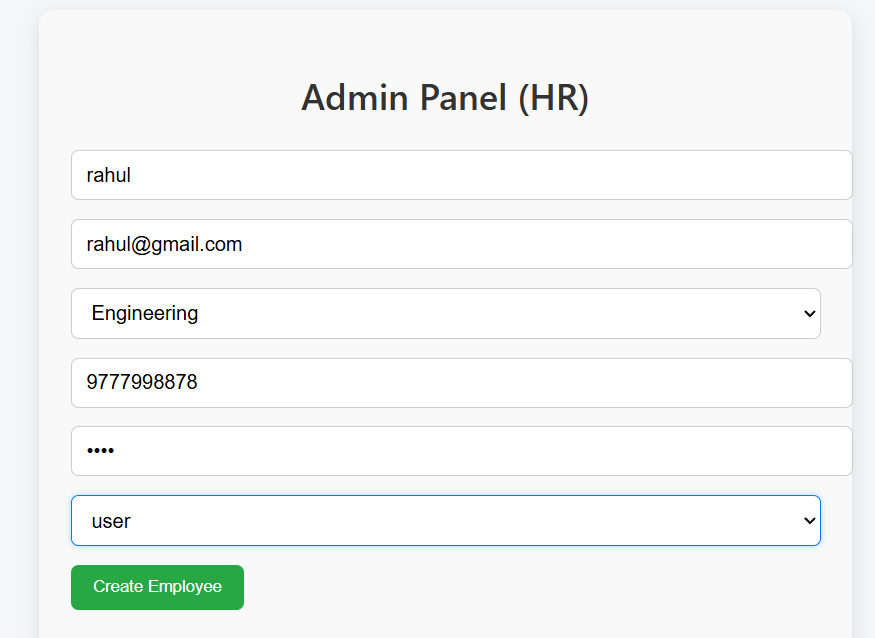 Admin Panel (HR)
rahul
rahul@gmail.com
Engineering
9777998878
••••
user
Create Employee